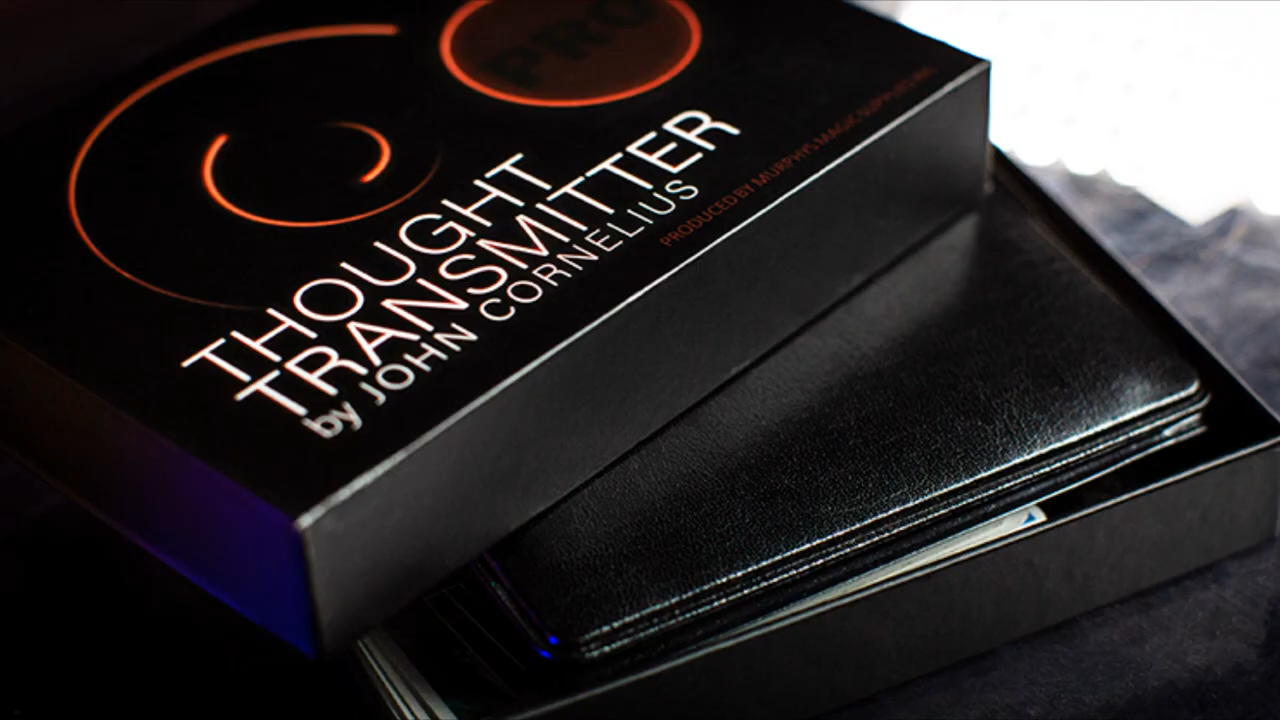 PRO
THOUGHT
TRANSMITTER
by JOHN CORNELIUS
PRODUCED BY MURPHYS MAGIC SUPPLIES INC.